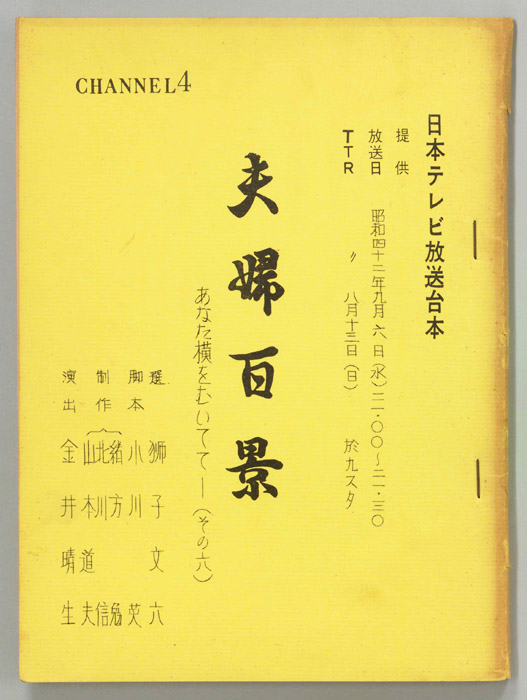 CHANNEL4
日本テレビ放送台本
提供
放送日 昭和四十二年九月六日(水)二一・〇〇～二一・三〇
TTR 〃 八月十三日(日) 於九スタ
夫婦百景
あなた横をむいてて―(その六)
選 獅子文六
脚本 小川英
制作 緒方勉
北川信
山木道夫
演出 金井晴生